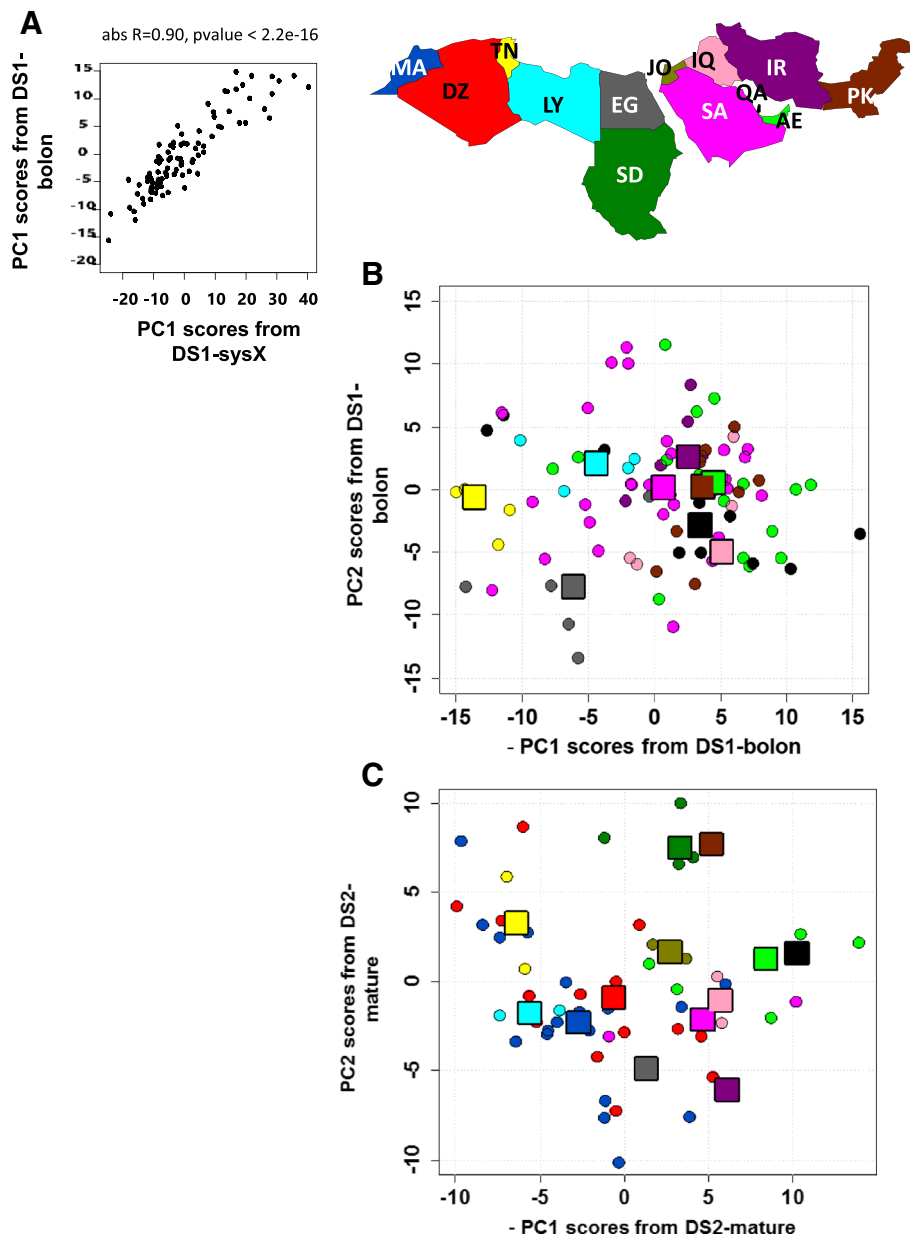 A
abs R=0.90, pvalue < 2.2e-16
PC1 scores from DS1-
bolon
15
10
5
0
-5
-10
-15
-20
-20 -10 0 10 20 30 40
PC1 scores from
DS1-sysX
MA
DZ
TN
LY
EG
SD
JO
IQ
SA
QA
AE
IR
PK
B
PC2 scores from DS1-
bolon
15
10
5
0
-5
-10
-15
-15 -10 -5 0 5 10 15
- PC1 scores from DS1-bolon
C
PC2 scores from DS2-
mature
10
5
0
-5
-10
-10 -5 0 5 10
- PC1 scores from DS2-mature